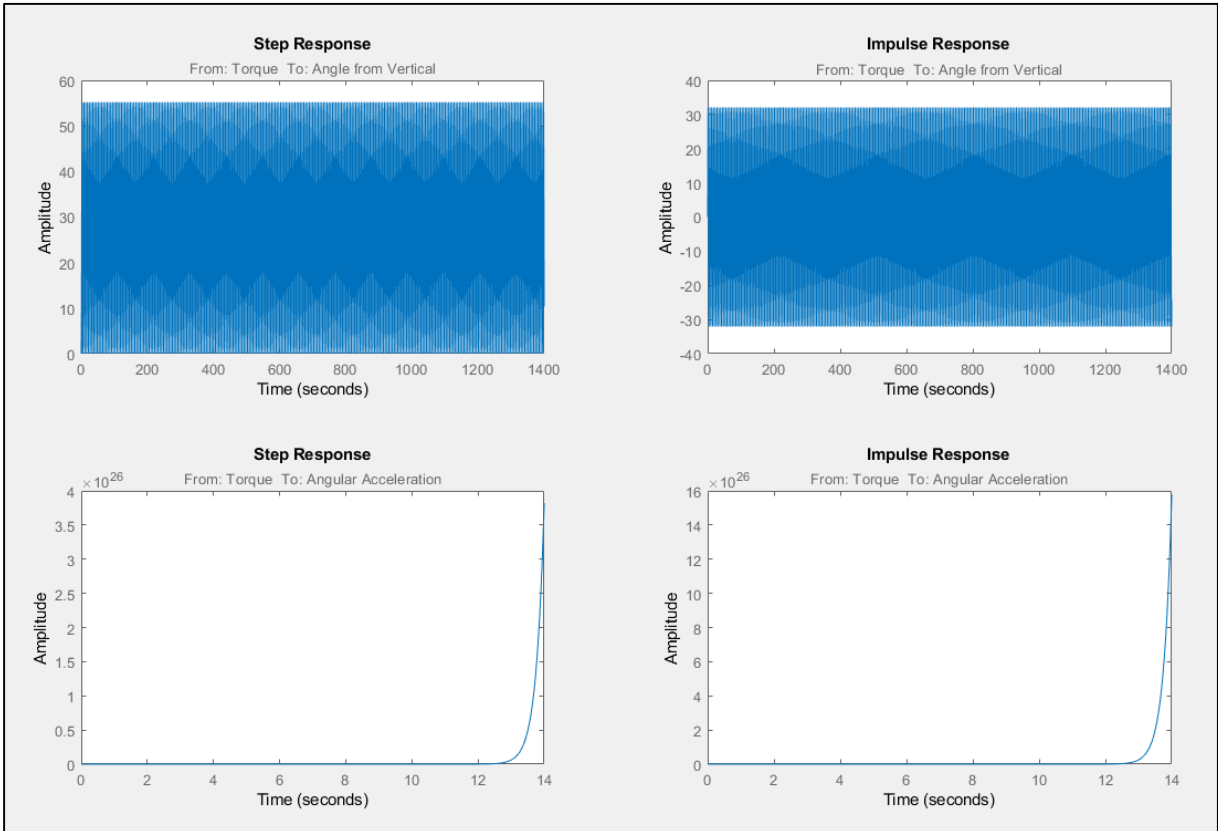 Step Response
From: Torque To: Angle from Vertical
60
50
40
30
20
10
0
Amplitude
0 200 400 600 800 1000 1200 1400
Time (seconds)
Impulse Response
From: Torque To: Angle from Vertical
40
30
20
10
0
-10
-20
-30
-40
Amplitude
0 200 400 600 800 1000 1200 1400
Time (seconds)
Step Response
From: Torque To: Angular Acceleration
×10^26
4
3.5
3
2.5
2
1.5
1
0.5
0
Amplitude
0 2 4 6 8 10 12 14
Time (seconds)
Impulse Response
From: Torque To: Angular Acceleration
×10^26
16
14
12
10
8
6
4
2
0
Amplitude
0 2 4 6 8 10 12 14
Time (seconds)